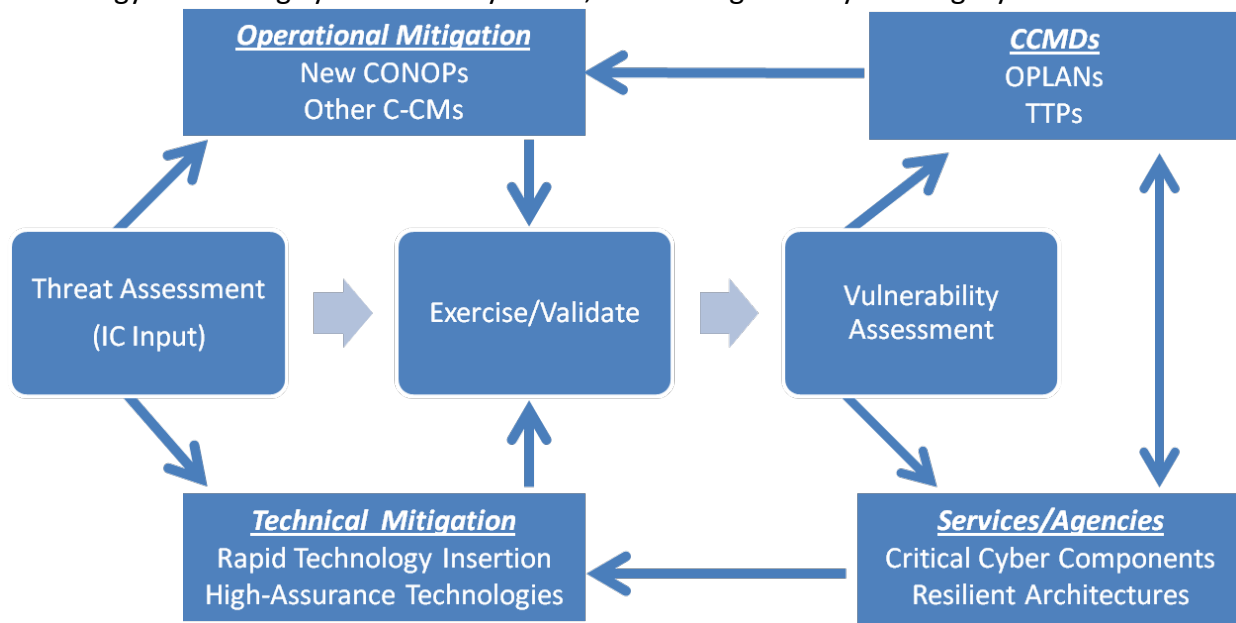 Operational Mitigation
New CONOPs
Other C-CMs
CCMDs
OPLANs
TTPs
Threat Assessment
(IC Input)
Exercise/Validate
Vulnerability
Assessment
Technical  Mitigation
Rapid Technology Insertion
High-Assurance Technologies
Services/Agencies
Critical Cyber Components
Resilient Architectures